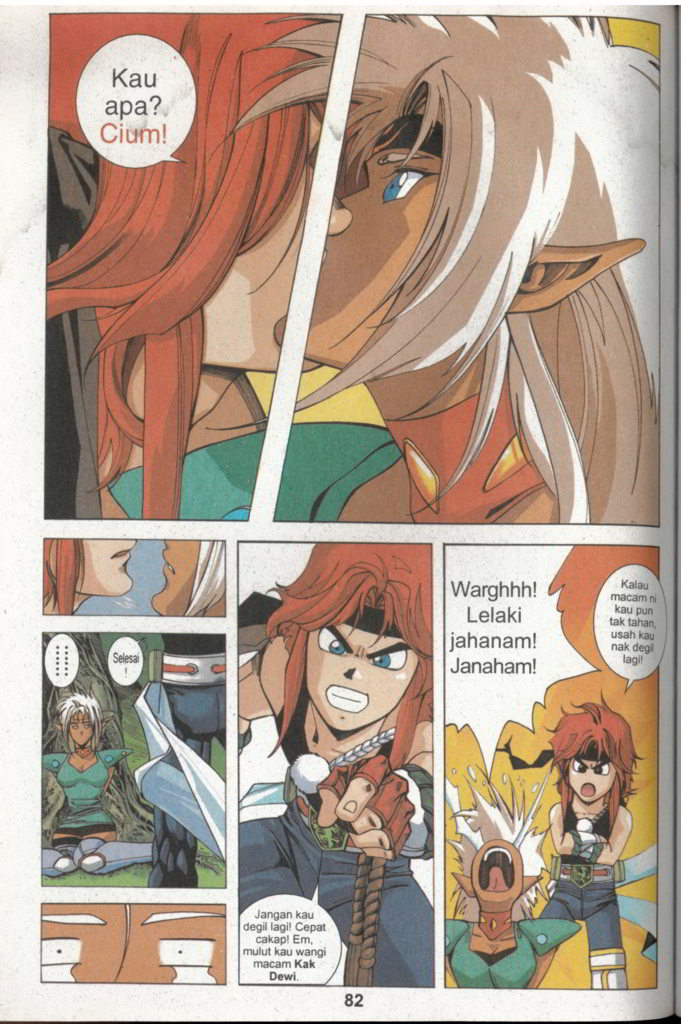 Kau
apa?
Cium!
Selesai
!
Jangan kau
degil lagi! Cepat
cakap! Em,
mulut kau wangi
macam Kak
Dewi.
Warghhh!
Lelaki
jahanam!
Janaham!
Kalau
macam ni
kau pun
tak tahan,
usah kau
nak degil
lagi!
82